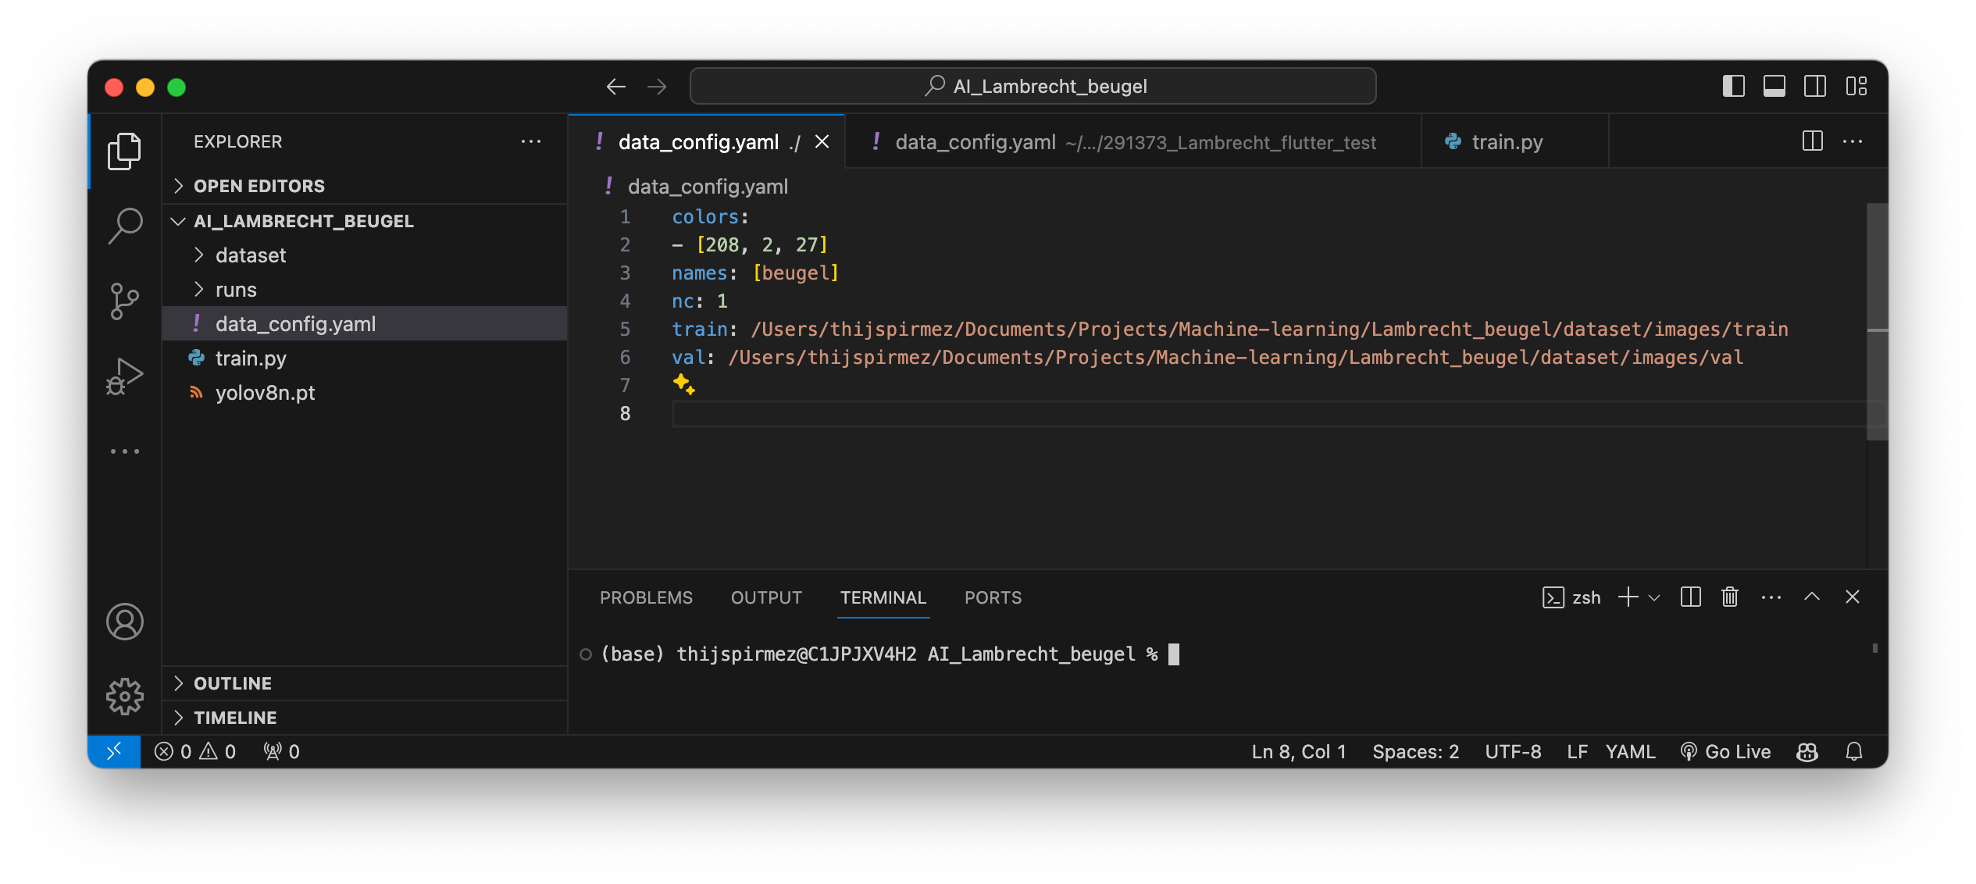 AI_Lambrecht_beugel
EXPLORER
OPEN EDITORS
AI_LAMBRECHT_BEUGEL
dataset
runs
! data_config.yaml
train.py
yolov8n.pt
OUTLINE
TIMELINE
! data_config.yaml ./
! data_config.yaml ~/.../291373_Lambrecht_flutter_test
train.py
! data_config.yaml
1 colors:
2 - [208, 2, 27]
3 names: [beugel]
4 nc: 1
5 train: /Users/thijspirmez/Documents/Projects/Machine-learning/Lambrecht_beugel/dataset/images/train
6 val: /Users/thijspirmez/Documents/Projects/Machine-learning/Lambrecht_beugel/dataset/images/val
7
8
PROBLEMS OUTPUT TERMINAL PORTS
zsh
(base) thijspirmez@C1JPJXV4H2 AI_Lambrecht_beugel %
0 0 0
Ln 8, Col 1 Spaces: 2 UTF-8 LF YAML Go Live